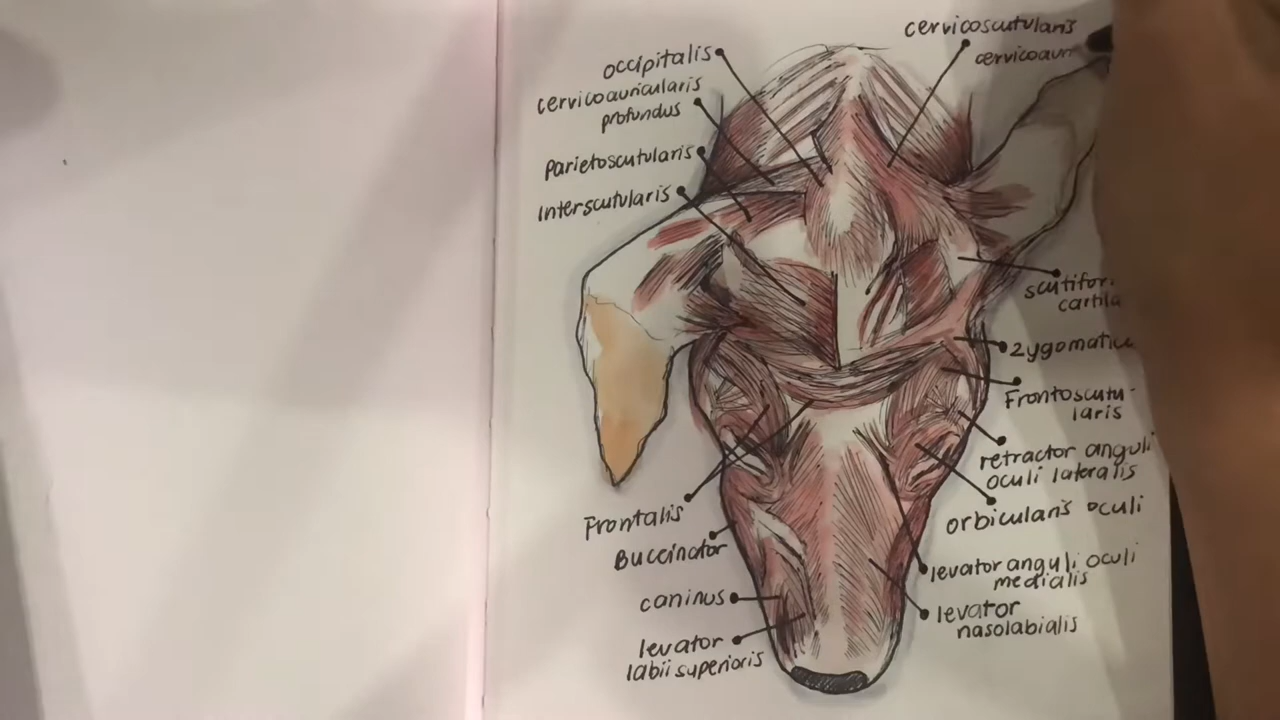 occipitalis
cervicoauricularis
profundus
parietoscutularis
interscutularis
Frontalis
Buccinator
caninus
levator
labii superioris
cervicoscutularis
cervicoaur
scutifor
cartila
zygomatic
Frontoscutu-
laris
retractor anguli
oculi lateralis
orbicularis oculi
levator anguli oculi
medialis
levator
nasolabialis